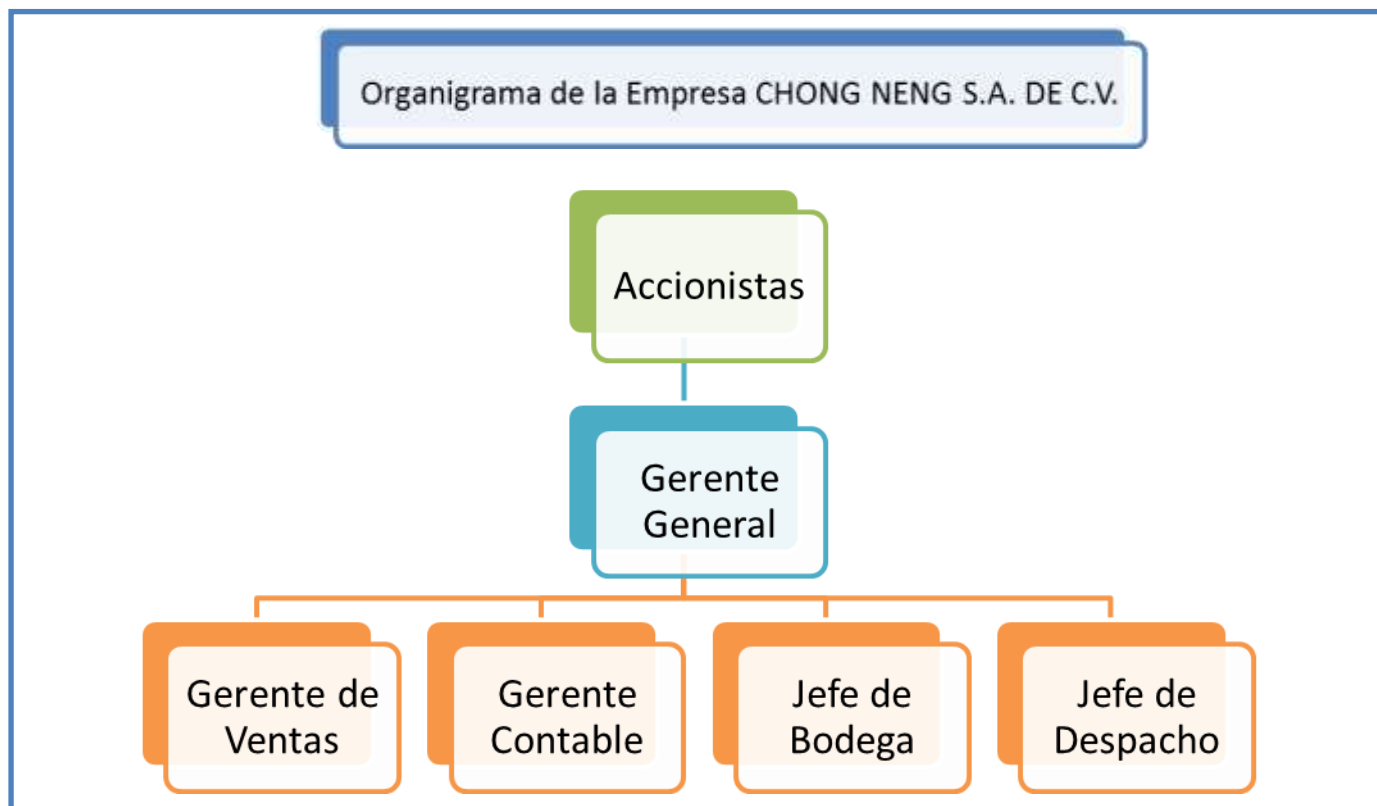 Organigrama de la Empresa CHONG NENG S.A. DE C.V.
Accionistas
Gerente
General
Gerente de
Ventas
Gerente
Contable
Jefe de
Bodega
Jefe de
Despacho